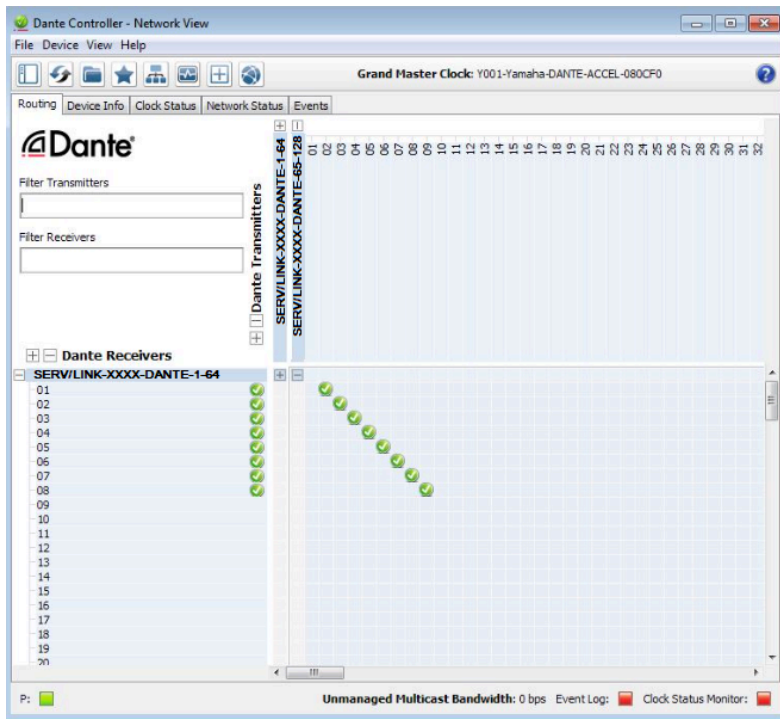 Dante Controller - Network View
File Device View Help
Grand Master Clock: Y001-Yamaha-DANTE-ACCEL-080CF0
Routing Device Info Clock Status Network Status Events
Dante
Filter Transmitters
Filter Receivers
Dante Transmitters
SERV/LINK-XXXX-DANTE-1-64
SERV/LINK-XXXX-DANTE-65-128
01 02 03 04 05 06 07 08 09 10 11 12 13 14 15 16 17 18 19 20 21 22 23 24 25 26 27 28 29 30 31 32
Dante Receivers
SERV/LINK-XXXX-DANTE-1-64
01
02
03
04
05
06
07
08
09
10
11
12
13
14
15
16
17
18
19
20
P: Unmanaged Multicast Bandwidth: 0 bps Event Log: Clock Status Monitor: